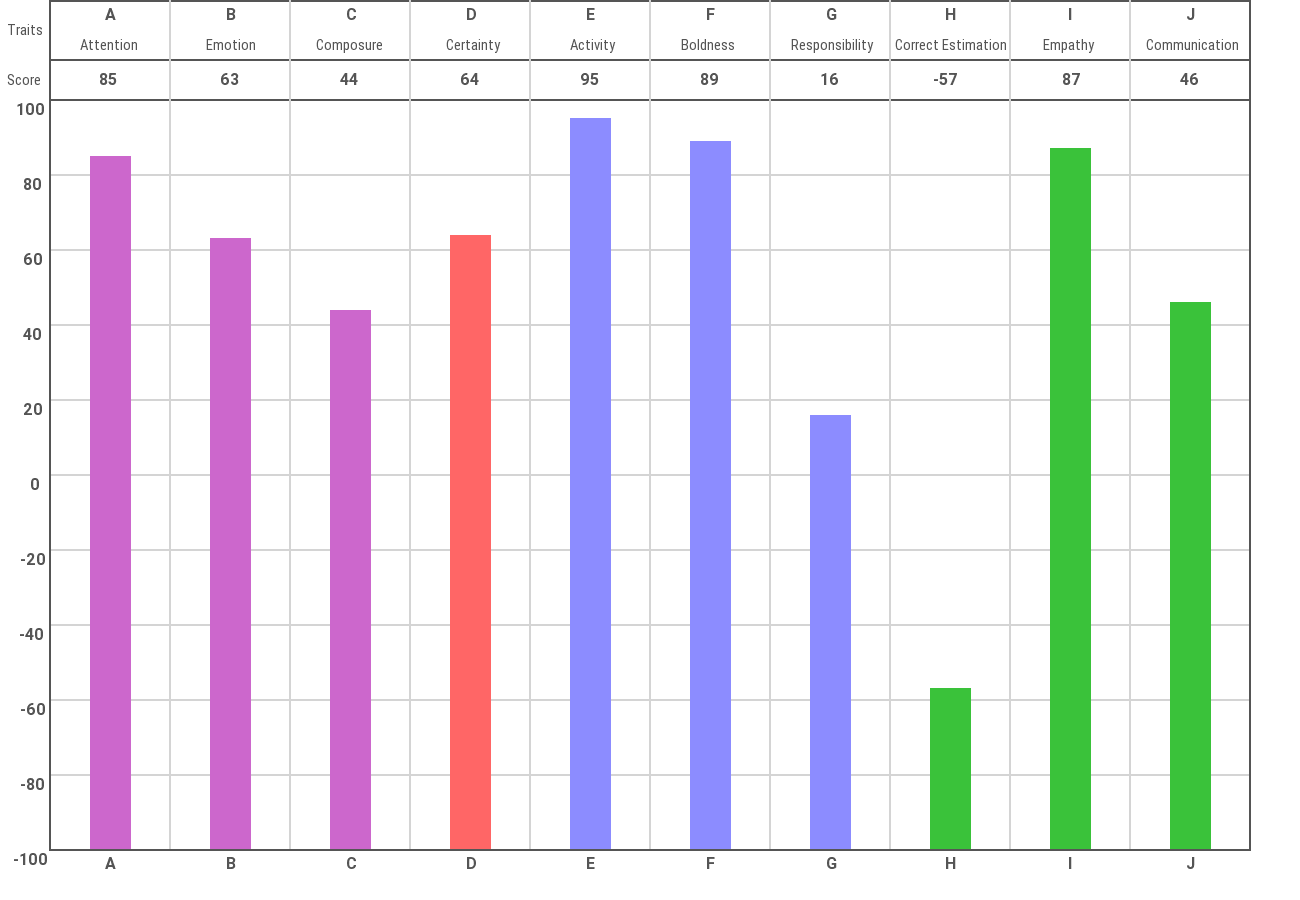 Traits A B C D E F G H I J
Attention Emotion Composure Certainty Activity Boldness Responsibility Correct Estimation Empathy Communication
Score 85 63 44 64 95 89 16 -57 87 46
100
80
60
40
20
0
-20
-40
-60
-80
-100
A B C D E F G H I J